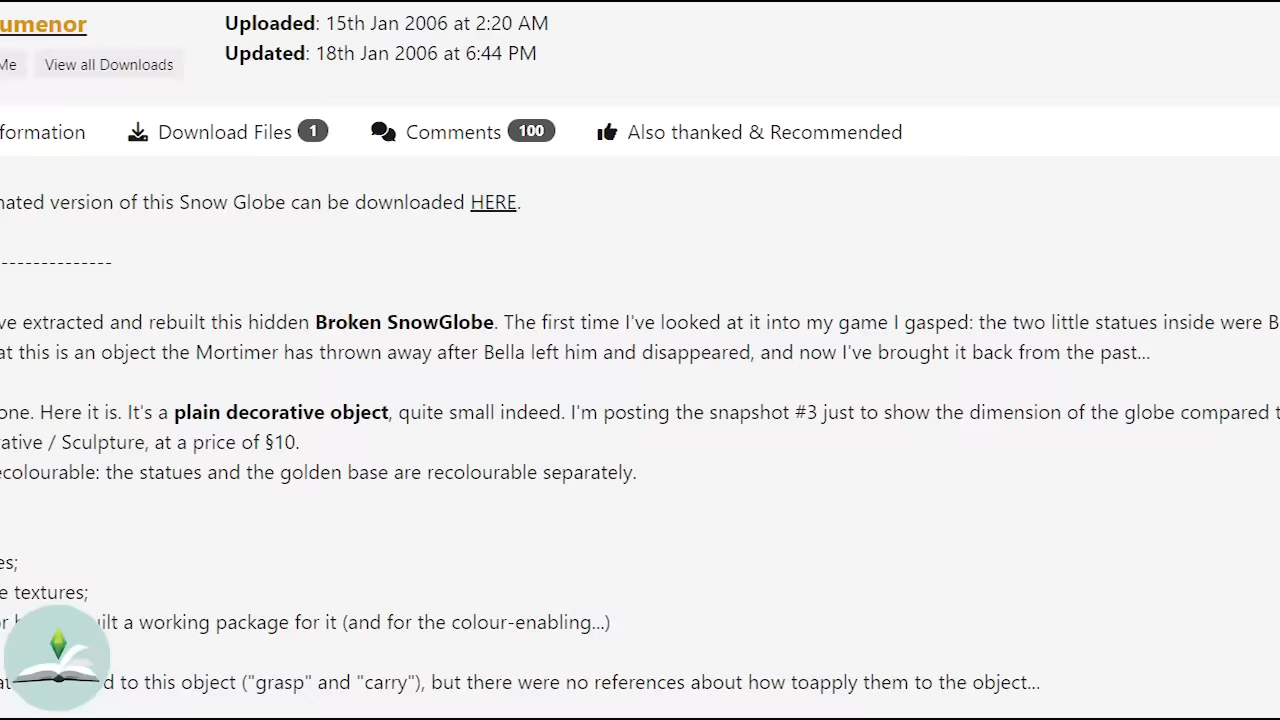 umenor
Uploaded: 15th Jan 2006 at 2:20 AM
Updated: 18th Jan 2006 at 6:44 PM
Me
View all Downloads
formation
Download Files 1
Comments 100
Also thanked & Recommended
nated version of this Snow Globe can be downloaded HERE.
--------------
ve extracted and rebuilt this hidden Broken SnowGlobe. The first time I've looked at it into my game I gasped: the two little statues inside were B
at this is an object the Mortimer has thrown away after Bella left him and disappeared, and now I've brought it back from the past...
one. Here it is. It's a plain decorative object, quite small indeed. I'm posting the snapshot #3 just to show the dimension of the globe compared t
ative / Sculpture, at a price of §10.
ecolourable: the statues and the golden base are recolourable separately.
es;
e textures;
uilt a working package for it (and for the colour-enabling...)
d to this object ("grasp" and "carry"), but there were no references about how toapply them to the object...